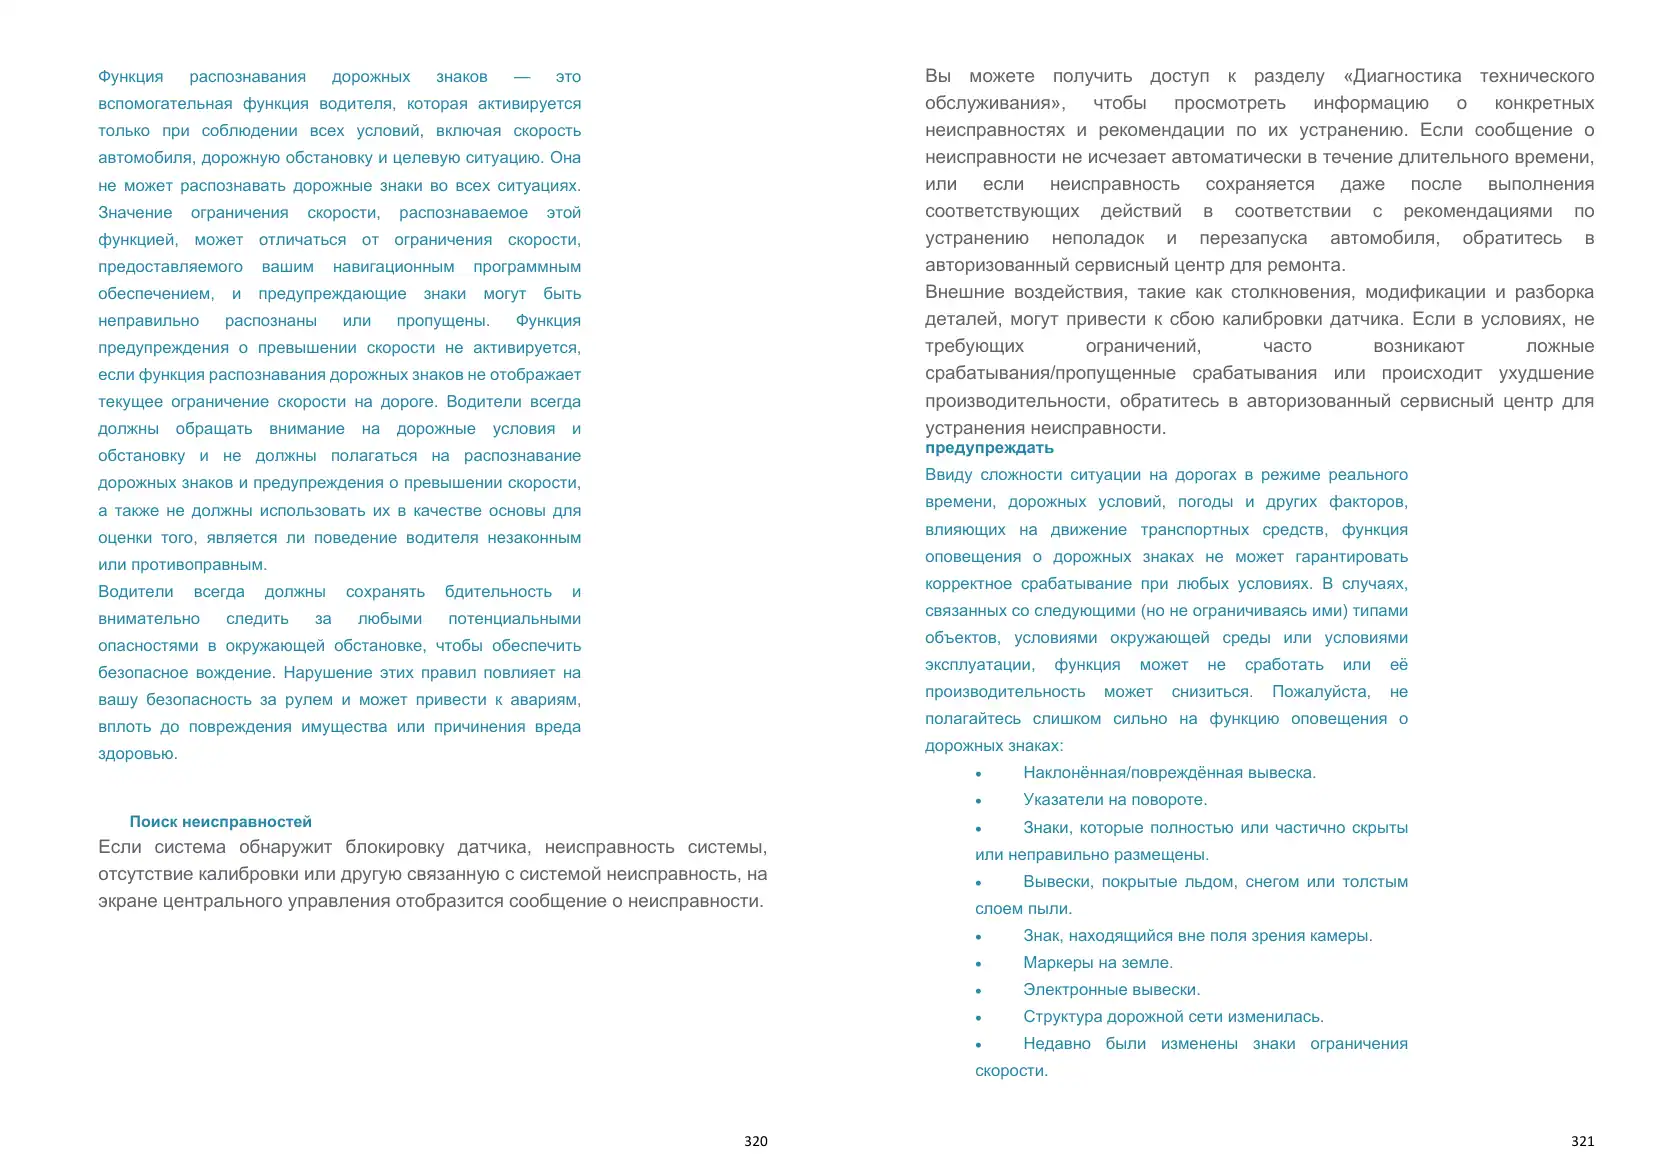 Функция распознавания дорожных знаков — это
вспомогательная функция водителя, которая активируется
только при соблюдении всех условий, включая скорость
автомобиля, дорожную обстановку и целевую ситуацию. Она
не может распознавать дорожные знаки во всех ситуациях.
Значение ограничения скорости, распознаваемое этой
функцией, может отличаться от ограничения скорости,
предоставляемого вашим навигационным программным
обеспечением, и предупреждающие знаки могут быть
неправильно распознаны или пропущены. Функция
предупреждения о превышении скорости не активируется,
если функция распознавания дорожных знаков не отображает
текущее ограничение скорости на дороге. Водители всегда
должны обращать внимание на дорожные условия и
обстановку и не должны полагаться на распознавание
дорожных знаков и предупреждения о превышении скорости,
а также не должны использовать их в качестве основы для
оценки того, является ли поведение водителя незаконным
или противоправным.
Водители всегда должны сохранять бдительность и
внимательно следить за любыми потенциальными
опасностями в окружающей обстановке, чтобы обеспечить
безопасное вождение. Нарушение этих правил повлияет на
вашу безопасность за рулем и может привести к авариям,
вплоть до повреждения имущества или причинения вреда
здоровью.
Поиск неисправностей
Если система обнаружит блокировку датчика, неисправность системы,
отсутствие калибровки или другую связанную с системой неисправность, на
экране центрального управления отобразится сообщение о неисправности.
320
Вы можете получить доступ к разделу «Диагностика технического
обслуживания», чтобы просмотреть информацию о конкретных
неисправностях и рекомендации по их устранению. Если сообщение о
неисправности не исчезает автоматически в течение длительного времени,
или если неисправность сохраняется даже после выполнения
соответствующих действий в соответствии с рекомендациями по
устранению неполадок и перезапуска автомобиля, обратитесь в
авторизованный сервисный центр для ремонта.
Внешние воздействия, такие как столкновения, модификации и разборка
деталей, могут привести к сбою калибровки датчика. Если в условиях, не
требующих ограничений, часто возникают ложные
срабатывания/пропущенные срабатывания или происходит ухудшение
производительности, обратитесь в авторизованный сервисный центр для
устранения неисправности.
предупреждать
Ввиду сложности ситуации на дорогах в режиме реального
времени, дорожных условий, погоды и других факторов,
влияющих на движение транспортных средств, функция
оповещения о дорожных знаках не может гарантировать
корректное срабатывание при любых условиях. В случаях,
связанных со следующими (но не ограничиваясь ими) типами
объектов, условиями окружающей среды или условиями
эксплуатации, функция может не сработать или её
производительность может снизиться. Пожалуйста, не
полагайтесь слишком сильно на функцию оповещения о
дорожных знаках:
• Наклонённая/повреждённая вывеска.
• Указатели на повороте.
• Знаки, которые полностью или частично скрыты
или неправильно размещены.
• Вывески, покрытые льдом, снегом или толстым
слоем пыли.
• Знак, находящийся вне поля зрения камеры.
• Маркеры на земле.
• Электронные вывески.
• Структура дорожной сети изменилась.
• Недавно были изменены знаки ограничения
скорости.
321